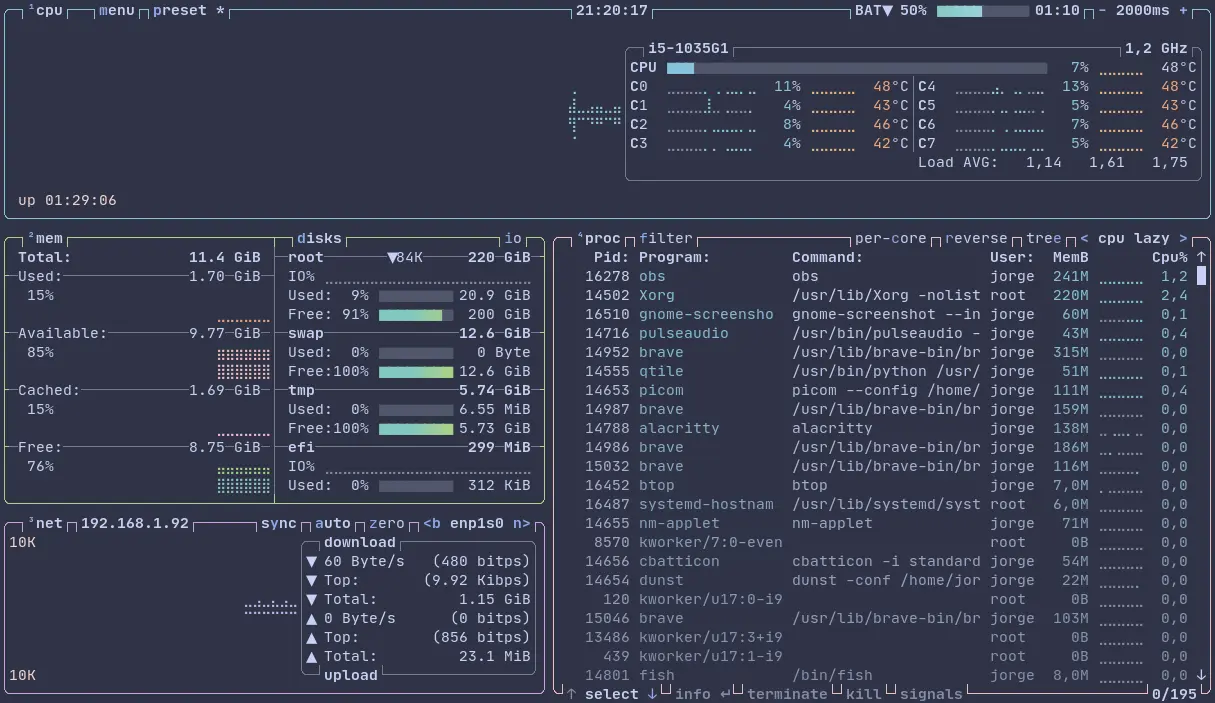 ¹cpu menu preset * 21:20:17 BAT▼ 50% 01:10 - 2000ms +
i5-1035G1 1,2 GHz
CPU 7% 48°C
C0 11% 48°C C4 13% 48°C
C1 4% 43°C C5 5% 43°C
C2 8% 46°C C6 7% 46°C
C3 4% 42°C C7 5% 42°C
Load AVG: 1,14 1,61 1,75
up 01:29:06
²mem
Total: 11.4 GiB
Used: 1.70 GiB
15%
Available: 9.77 GiB
85%
Cached: 1.69 GiB
15%
Free: 8.75 GiB
76%
disks io
root ▼84K 220 GiB
IO%
Used: 9% 20.9 GiB
Free: 91% 200 GiB
swap 12.6 GiB
Used: 0% 0 Byte
Free:100% 12.6 GiB
tmp 5.74 GiB
Used: 0% 6.55 MiB
Free:100% 5.73 GiB
efi 299 MiB
IO%
Used: 0% 312 KiB
³net 192.168.1.92 sync auto zero <b enp1s0 n>
10K
download
▼ 60 Byte/s (480 bitps)
▼ Top: (9.92 Kibps)
▼ Total: 1.15 GiB
▲ 0 Byte/s (0 bitps)
▲ Top: (856 bitps)
▲ Total: 23.1 MiB
upload
10K
⁴proc filter per-core reverse tree < cpu lazy >
Pid: Program: Command: User: MemB Cpu% ↑
16278 obs obs jorge 241M 1,2
14502 Xorg /usr/lib/Xorg -nolist root 220M 2,4
16510 gnome-screensho gnome-screenshot --in jorge 60M 0,1
14716 pulseaudio /usr/bin/pulseaudio - jorge 43M 0,4
14952 brave /usr/lib/brave-bin/br jorge 315M 0,0
14555 qtile /usr/bin/python /usr/ jorge 51M 0,1
14653 picom picom --config /home/ jorge 111M 0,4
14987 brave /usr/lib/brave-bin/br jorge 159M 0,0
14788 alacritty alacritty jorge 138M 0,0
14986 brave /usr/lib/brave-bin/br jorge 186M 0,0
15032 brave /usr/lib/brave-bin/br jorge 116M 0,0
16452 btop btop jorge 7,0M 0,0
16487 systemd-hostnam /usr/lib/systemd/syst root 6,0M 0,0
14655 nm-applet nm-applet jorge 71M 0,0
8570 kworker/7:0-even root 0B 0,0
14656 cbatticon cbatticon -i standard jorge 54M 0,0
14654 dunst dunst -conf /home/jor jorge 22M 0,0
120 kworker/u17:0-i9 root 0B 0,0
15046 brave /usr/lib/brave-bin/br jorge 103M 0,0
13486 kworker/u17:3+i9 root 0B 0,0
439 kworker/u17:1-i9 root 0B 0,0
14801 fish /bin/fish jorge 8,0M 0,0 ↓
↑ select ↓ info ↵ terminate kill signals 0/195